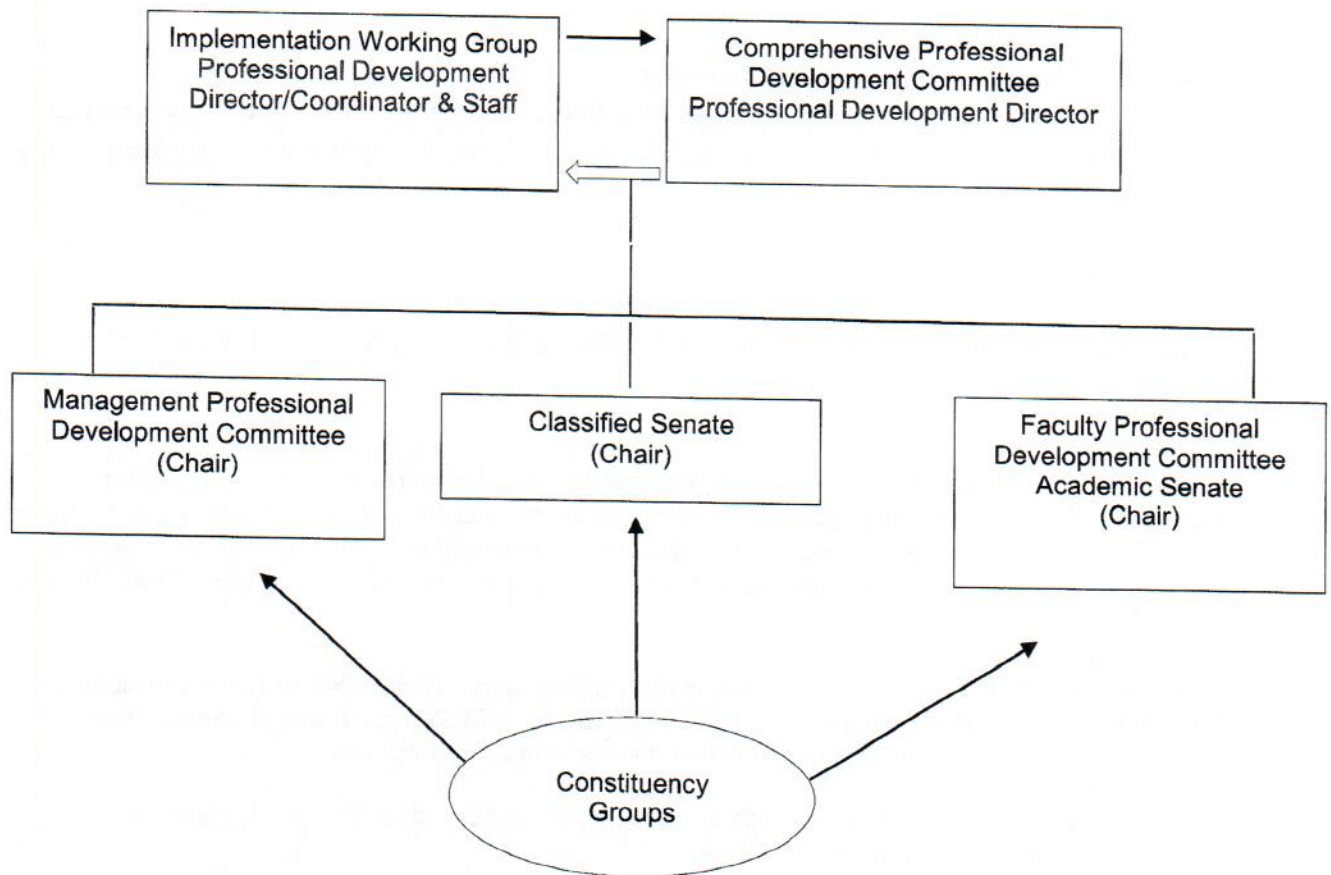 Implementation Working Group
Professional Development
Director/Coordinator & Staff
Comprehensive Professional
Development Committee
Professional Development Director
Management Professional
Development Committee
(Chair)
Classified Senate
(Chair)
Faculty Professional
Development Committee
Academic Senate
(Chair)
Constituency
Groups